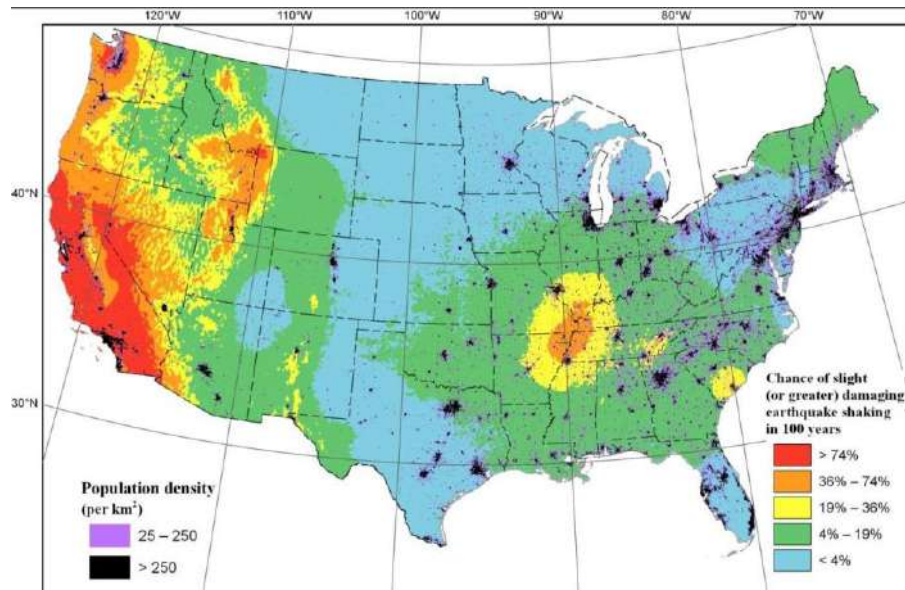 120°W 110°W 100°W 90°W 80°W 70°W
40°N
30°N
Population density
(per km²)
25 – 250
> 250
Chance of slight
(or greater) damaging
earthquake shaking
in 100 years
> 74%
36% – 74%
19% – 36%
4% – 19%
< 4%